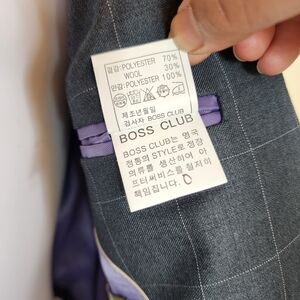 겉감:POLYESTER 70%
WOOL 30%
안감:POLYESTER 100%
제조년월일
검사자 BOSS CLUB
BOSS CLUB
BOSS CLUB는 영국
정통의 STYLE로 정장
의류를 생산하여 아
프터써비스를 철저히
책임집니다.